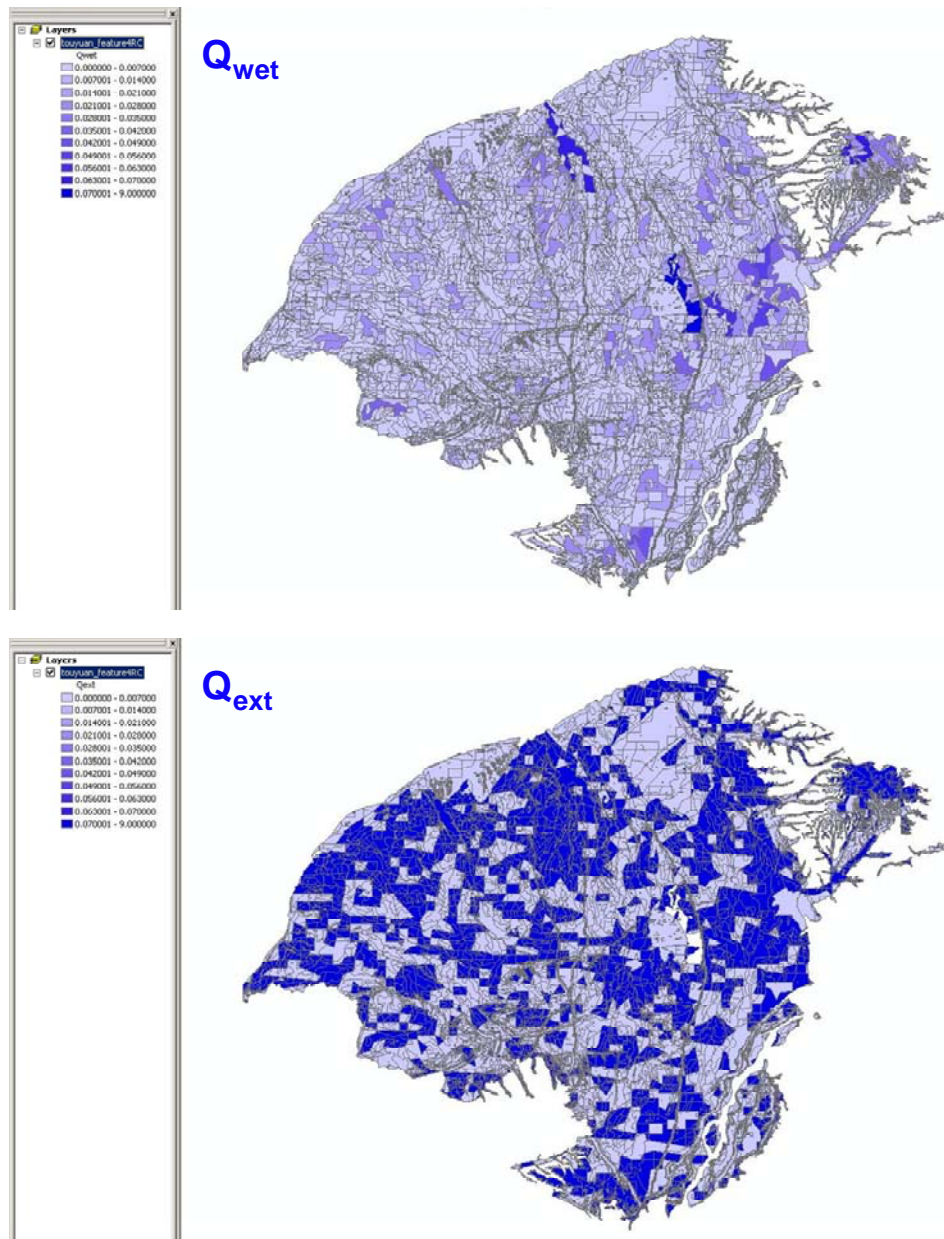 Layers
touyuan_feature4RC
Qwet
0.000000 - 0.007000
0.007001 - 0.014000
0.014001 - 0.021000
0.021001 - 0.028000
0.028001 - 0.035000
0.035001 - 0.042000
0.042001 - 0.049000
0.049001 - 0.056000
0.056001 - 0.063000
0.063001 - 0.070000
0.070001 - 9.000000
Qwet
Layers
touyuan_feature4RC
Qext
0.000000 - 0.007000
0.007001 - 0.014000
0.014001 - 0.021000
0.021001 - 0.028000
0.028001 - 0.035000
0.035001 - 0.042000
0.042001 - 0.049000
0.049001 - 0.056000
0.056001 - 0.063000
0.063001 - 0.070000
0.070001 - 9.000000
Qext